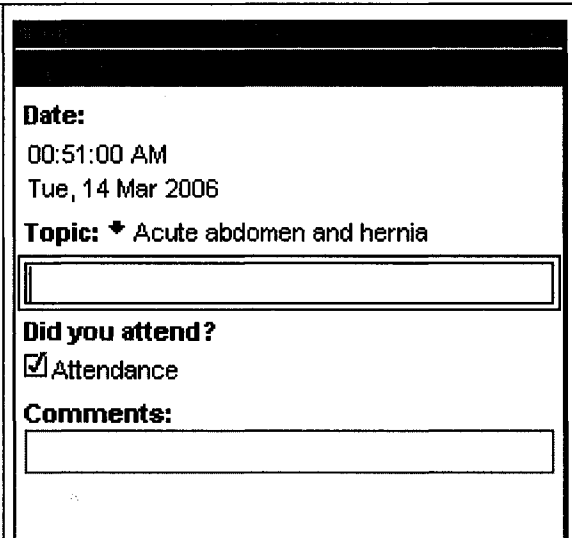 Date:
00:51:00 AM
Tue, 14 Mar 2006
Topic: Acute abdomen and hernia
Did you attend?
Attendance
Comments: